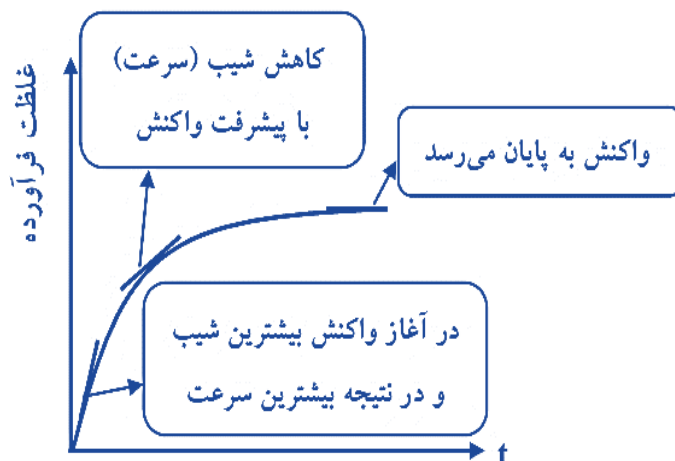 غلظت فرآورده
کاهش شیب (سرعت)
با پیشرفت واکنش
واکنش به پایان می‌رسد
در آغاز واکنش بیشترین شیب
و در نتیجه بیشترین سرعت
t